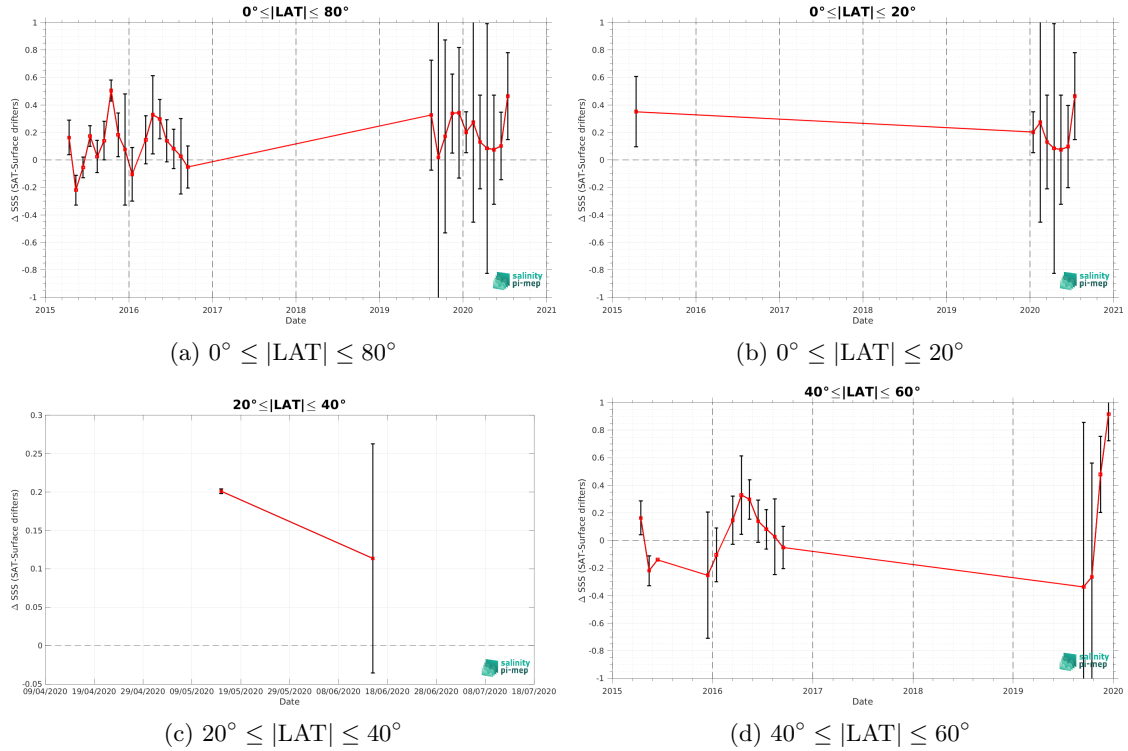 0°≤|LAT|≤ 80°
1
0.8
0.6
0.4
0.2
0
-0.2
-0.4
-0.6
-0.8
-1
Δ SSS (SAT-Surface drifters)
2015 2016 2017 2018 2019 2020 2021
Date
salinity
pi-mep
(a) 0° ≤ |LAT| ≤ 80°
0°≤|LAT|≤ 20°
1
0.8
0.6
0.4
0.2
0
-0.2
-0.4
-0.6
-0.8
-1
Δ SSS (SAT-Surface drifters)
2015 2016 2017 2018 2019 2020 2021
Date
salinity
pi-mep
(b) 0° ≤ |LAT| ≤ 20°
20°≤|LAT|≤ 40°
0.3
0.25
0.2
0.15
0.1
0.05
0
-0.05
Δ SSS (SAT-Surface drifters)
09/04/2020 19/04/2020 29/04/2020 09/05/2020 19/05/2020 29/05/2020 08/06/2020 18/06/2020 28/06/2020 08/07/2020 18/07/2020
Date
salinity
pi-mep
(c) 20° ≤ |LAT| ≤ 40°
40°≤|LAT|≤ 60°
1
0.8
0.6
0.4
0.2
0
-0.2
-0.4
-0.6
-0.8
-1
Δ SSS (SAT-Surface drifters)
2015 2016 2017 2018 2019 2020
Date
salinity
pi-mep
(d) 40° ≤ |LAT| ≤ 60°